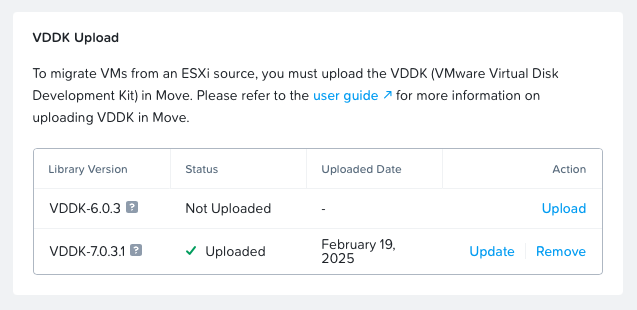 VDDK Upload
To migrate VMs from an ESXi source, you must upload the VDDK (VMware Virtual Disk
Development Kit) in Move. Please refer to the user guide ↗ for more information on
uploading VDDK in Move.
Library Version Status Uploaded Date Action
VDDK-6.0.3 ? Not Uploaded - Upload
VDDK-7.0.3.1 ? ✓ Uploaded February 19, Update Remove
2025